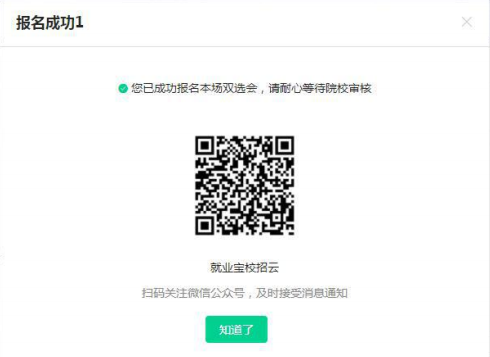 报名成功1
您已成功报名本场双选会，请耐心等待院校审核
就业宝校招云
扫码关注微信公众号，及时接受消息通知
知道了